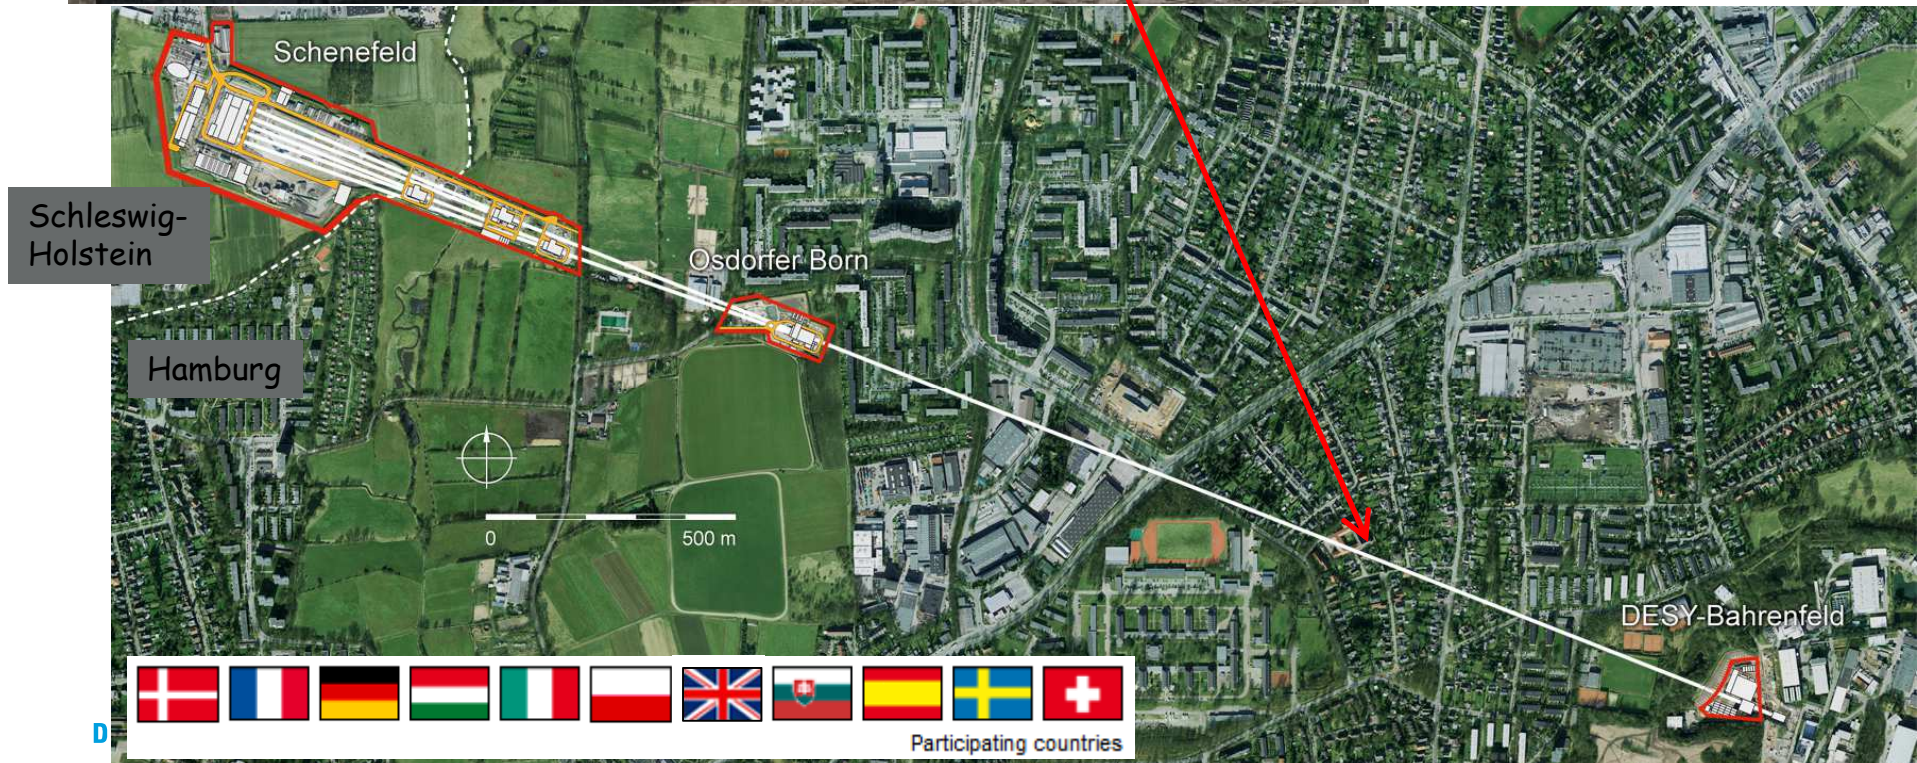 Schenefeld
Schleswig-
Holstein
Osdorfer Born
Hamburg
0 500 m
DESY-Bahrenfeld
D
Participating countries